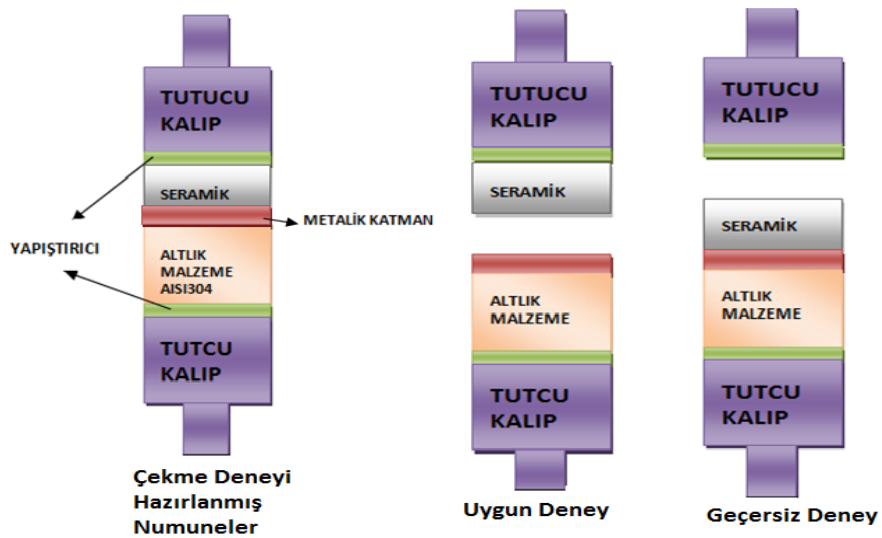 TUTUCU
KALIP
SERAMİK
METALİK KATMAN
YAPIŞTIRICI
ALTLIK
MALZEME
AISI304
TUTCU
KALIP
Çekme Deneyi
Hazırlanmış
Numuneler
TUTUCU
KALIP
SERAMİK
ALTLIK
MALZEME
TUTCU
KALIP
Uygun Deney
TUTUCU
KALIP
SERAMİK
ALTLIK
MALZEME
TUTCU
KALIP
Geçersiz Deney